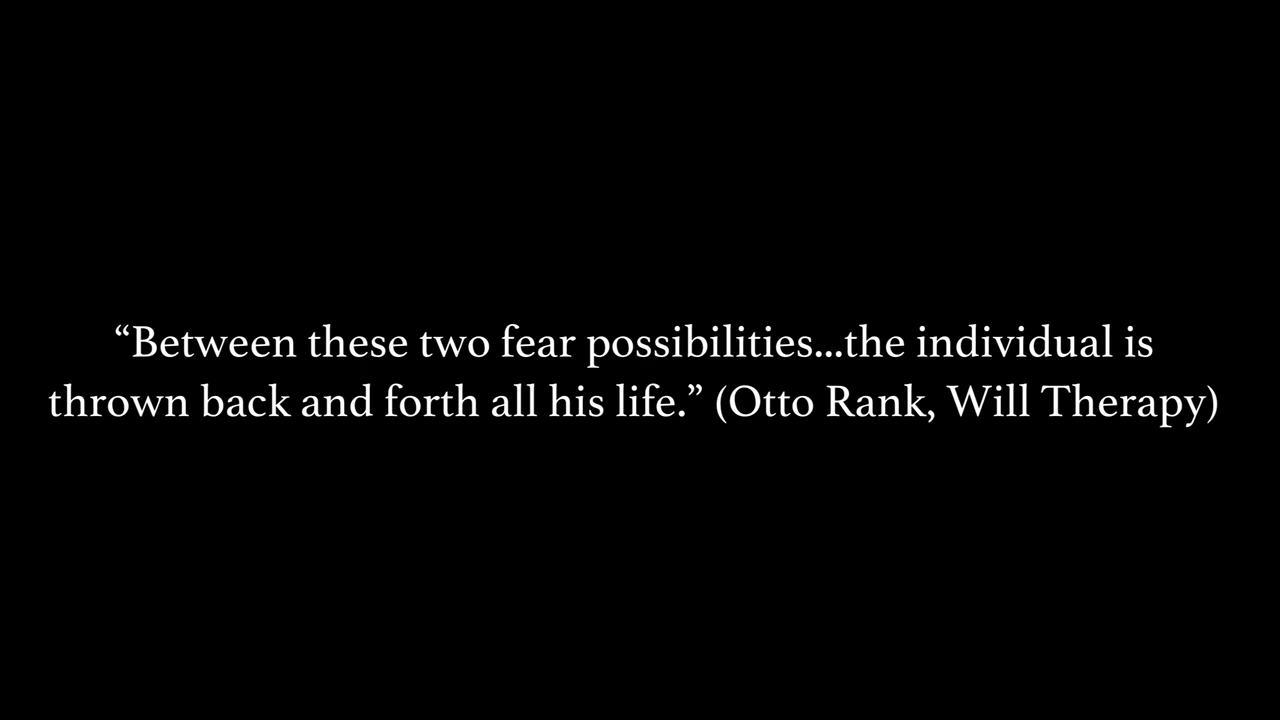 “Between these two fear possibilities...the individual is
thrown back and forth all his life.” (Otto Rank, Will Therapy)